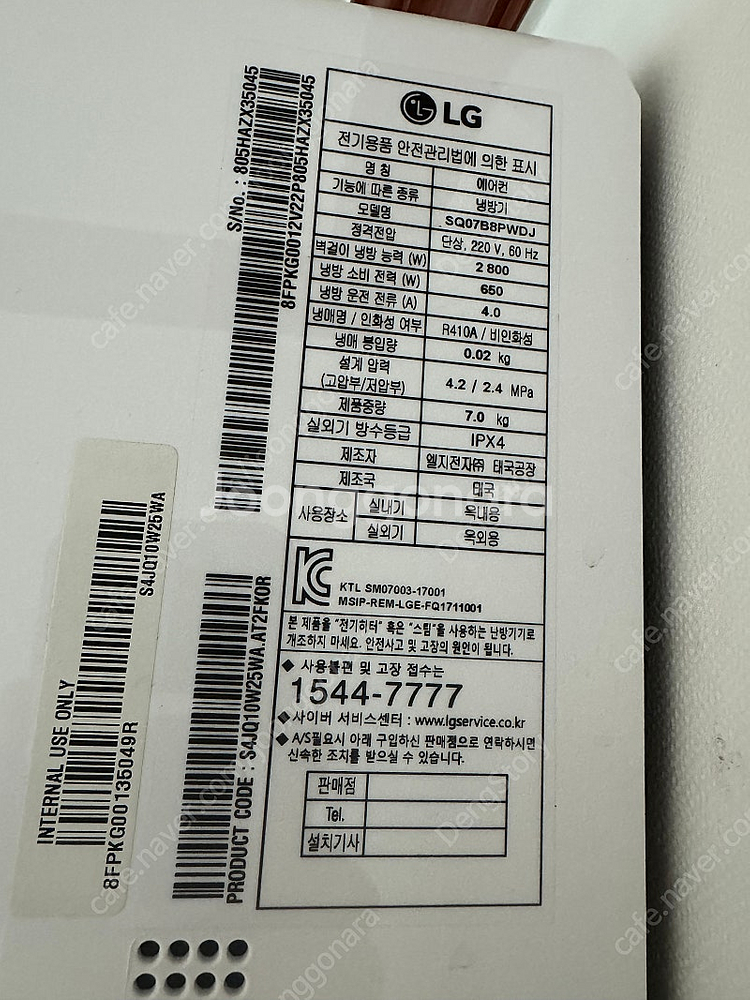 LG
전기용품 안전관리법에 의한 표시
명 칭 에어컨
기능에 따른 종류 냉방기
모델명 SQ07B8PWDJ
정격전압 단상, 220 V, 60 Hz
벽걸이 냉방 능력 (W) 2 800
냉방 소비 전력 (W) 650
냉방 운전 전류 (A) 4.0
냉매명 / 인화성 여부 R410A / 비인화성
냉매 봉입량 0.02 kg
설계 압력
(고압부/저압부) 4.2 / 2.4 MPa
제품중량 7.0 kg
실외기 방수등급 IPX4
제조자 엘지전자㈜ 태국공장
제조국 태국
사용장소 실내기 옥내용
실외기 옥외용
KTL SM07003-17001
MSIP-REM-LGE-FQ1711001
본 제품을 "전기히터" 혹은 "스팀"을 사용하는 난방기기로
개조하지 마세요. 안전사고 및 고장의 원인이 됩니다.
◆ 사용불편 및 고장 접수는
1544-7777
◆사이버 서비스센터 : www.lgservice.co.kr
◆ A/S필요시 아래 구입하신 판매점으로 연락하시면
신속한 조치를 받으실 수 있습니다.
판매점
Tel.
설치기사
S/No. : 805HAZX35045
8FPKG0012V22P805HAZX35045
PRODUCT CODE : S4JQ10W25WA.AT2FK0R
S4JQ10W25WA
INTERNAL USE ONLY
8FPKG00135049R
Joonggonara
cafe.naver.com